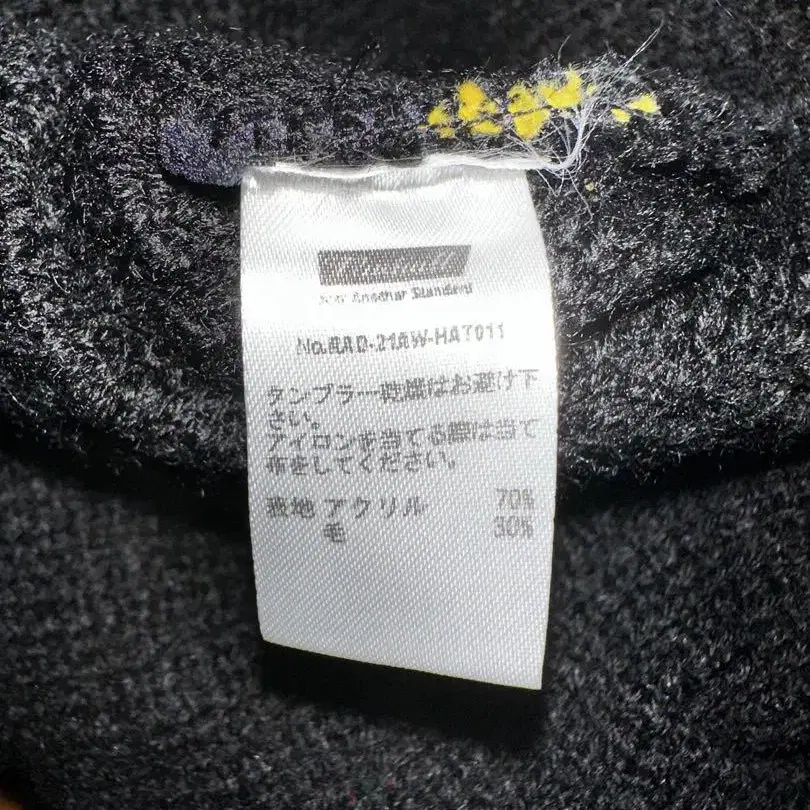 Just Another Standard
No.RAD-21AW-HAT011
タンブラー乾燥はお避け下
さい。
アイロンを当てる際は当て
布をしてください。
表地 アクリル 70%
毛 30%